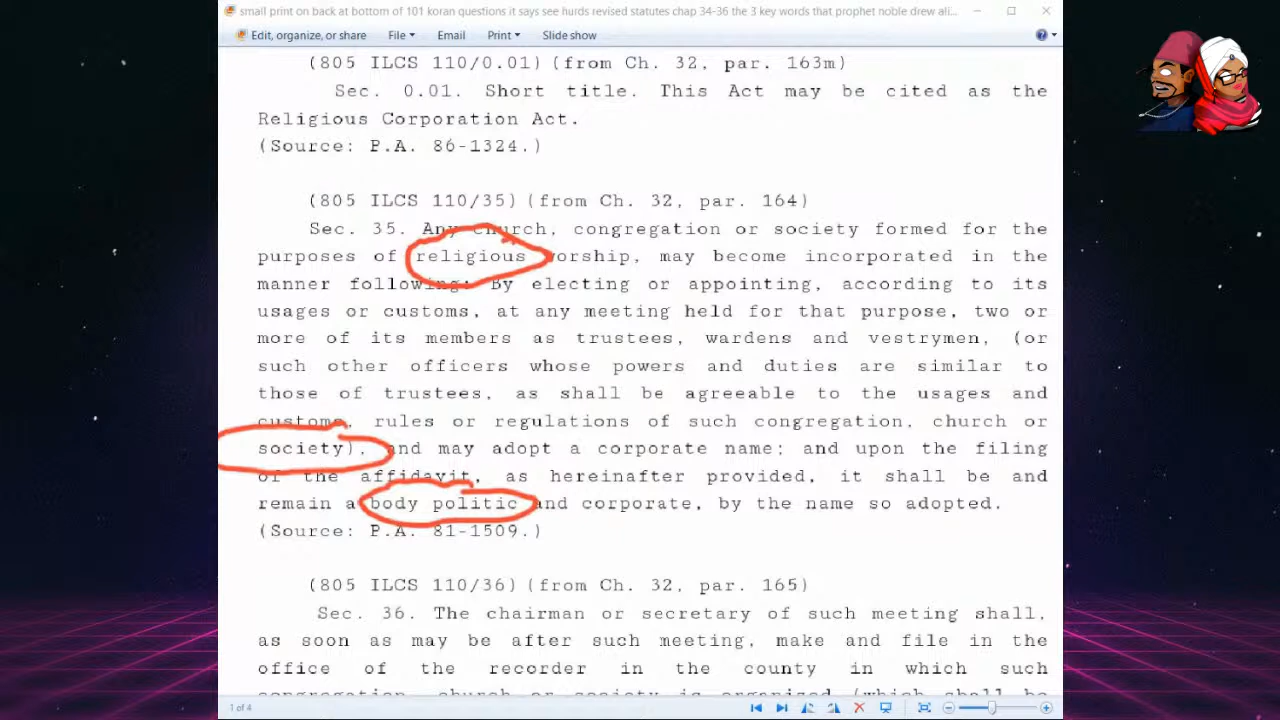 small print on back at bottom of 101 koran questions it says see hurds revised statutes chap 34-36 the 3 key words that prophet noble drew ali...
Edit, organize, or share File Email Print Slide show
(805 ILCS 110/0.01) (from Ch. 32, par. 163m)
Sec. 0.01. Short title. This Act may be cited as the
Religious Corporation Act.
(Source: P.A. 86-1324.)
(805 ILCS 110/35) (from Ch. 32, par. 164)
Sec. 35. Any church, congregation or society formed for the
purposes of religious worship, may become incorporated in the
manner following: By electing or appointing, according to its
usages or customs, at any meeting held for that purpose, two or
more of its members as trustees, wardens and vestrymen, (or
such other officers whose powers and duties are similar to
those of trustees, as shall be agreeable to the usages and
customs, rules or regulations of such congregation, church or
society), and may adopt a corporate name; and upon the filing
of the affidavit, as hereinafter provided, it shall be and
remain a body politic and corporate, by the name so adopted.
(Source: P.A. 81-1509.)
(805 ILCS 110/36) (from Ch. 32, par. 165)
Sec. 36. The chairman or secretary of such meeting shall,
as soon as may be after such meeting, make and file in the
office of the recorder in the county in which such
congregation, church or society is organized (which shall be
1 of 4